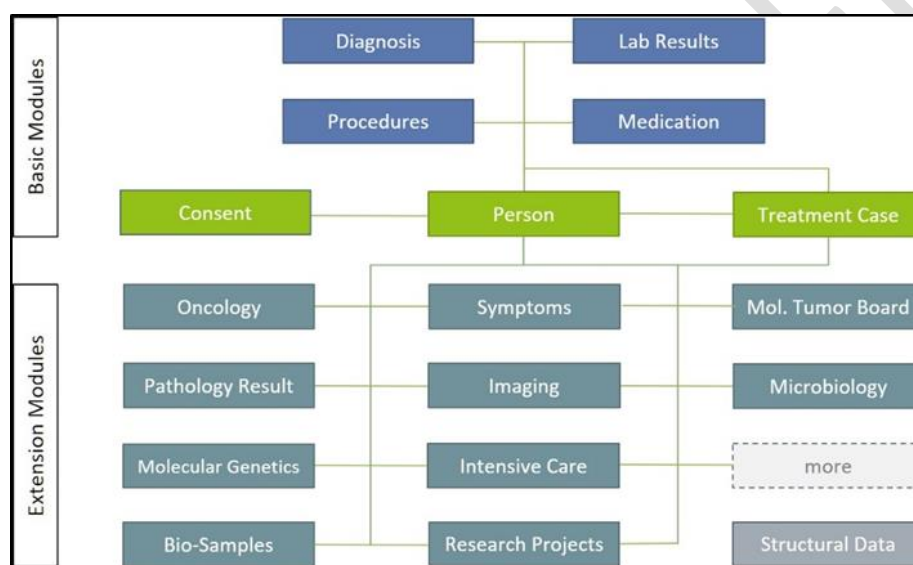 Basic Modules
Diagnosis
Lab Results
Procedures
Medication
Consent
Person
Treatment Case
Extension Modules
Oncology
Symptoms
Mol. Tumor Board
Pathology Result
Imaging
Microbiology
Molecular Genetics
Intensive Care
more
Bio-Samples
Research Projects
Structural Data